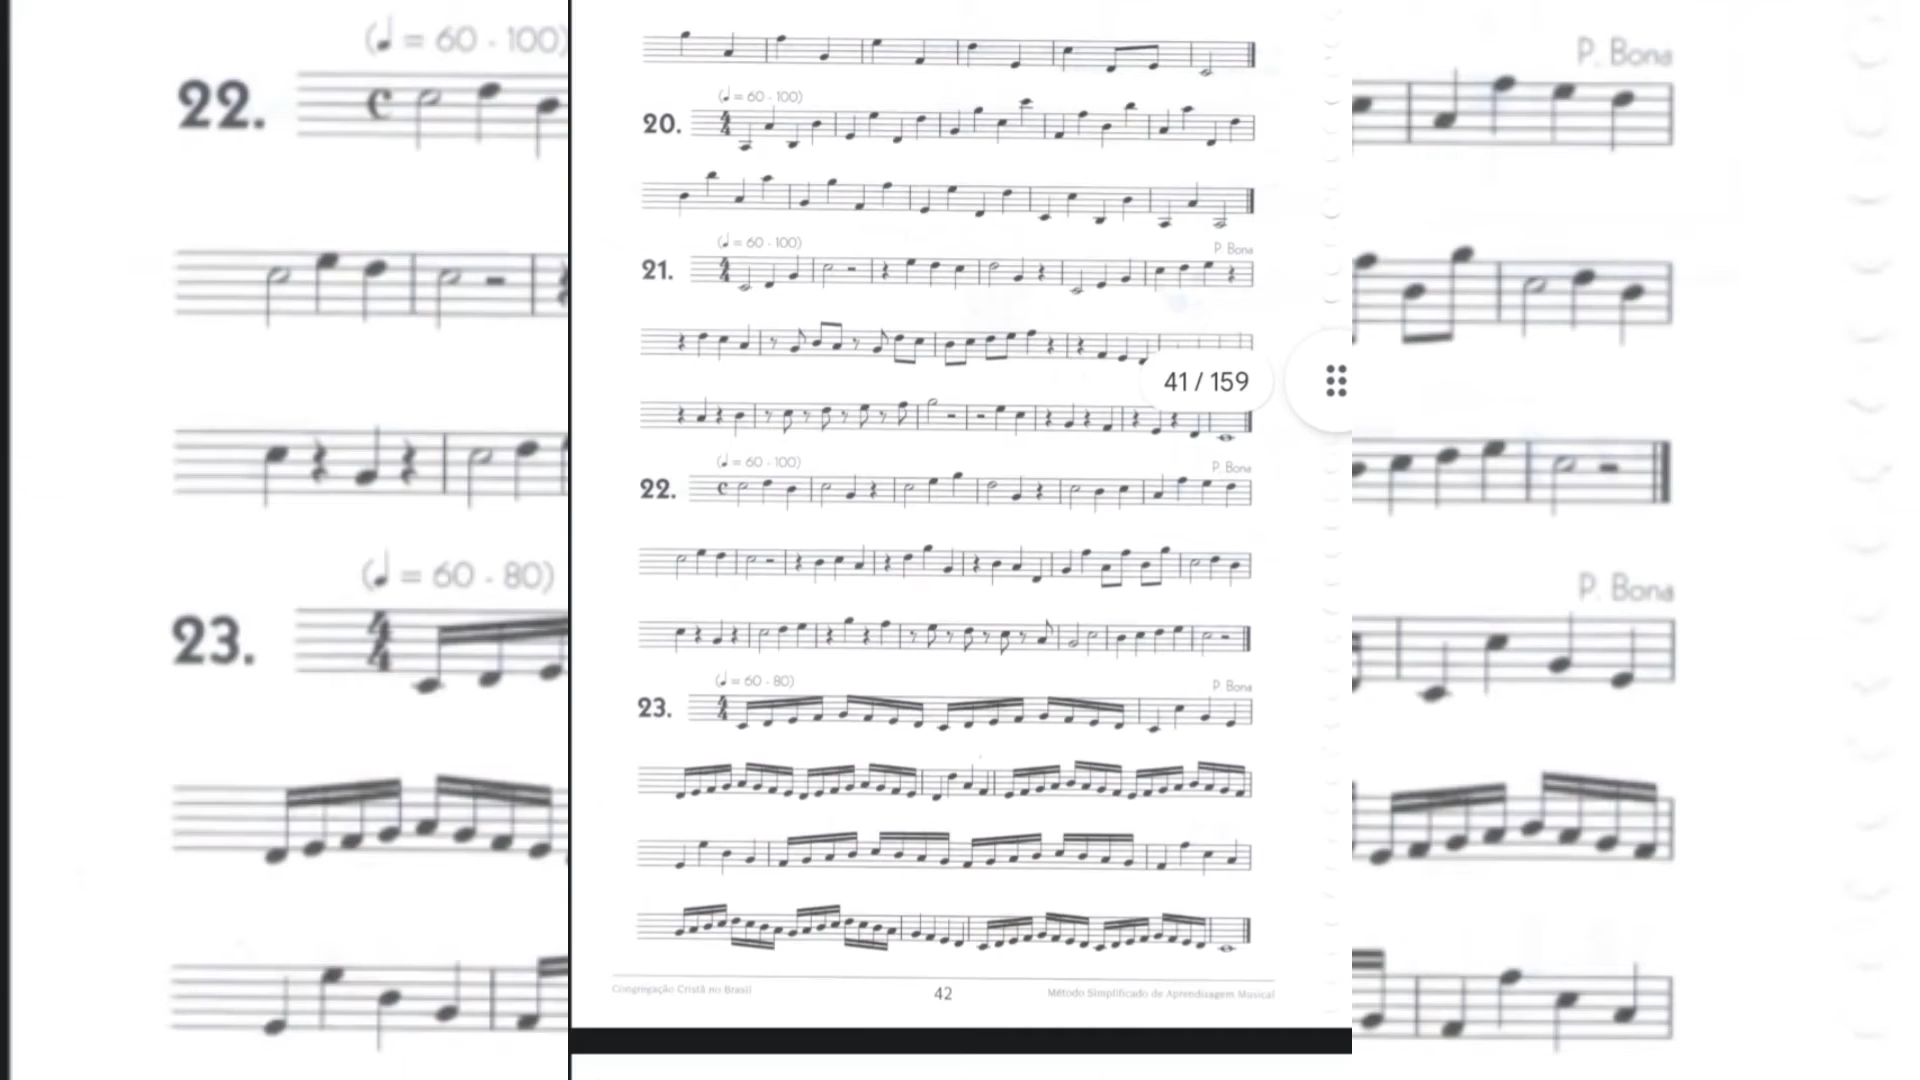 (♩ = 60 - 100)
22.
(♩ = 60 - 80)
23.
(♩ = 60 - 100)
20.
(♩ = 60 - 100)
P. Bona
21.
41 / 159
(♩ = 60 - 100)
P. Bona
22.
(♩ = 60 - 80)
P. Bona
23.
Congregação Cristã no Brasil
42
Método Simplificado de Aprendizagem Musical
P. Bona
P. Bona